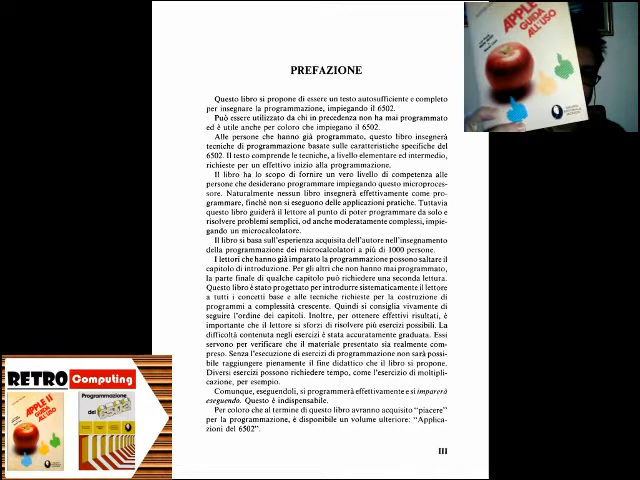 PREFAZIONE
Questo libro si propone di essere un testo autosufficiente e completo
per insegnare la programmazione, impiegando il 6502.
Può essere utilizzato da chi in precedenza non ha mai programmato
ed è utile anche per coloro che impiegano il 6502.
Alle persone che hanno già programmato, questo libro insegnerà
tecniche di programmazione basate sulle caratteristiche specifiche del
6502. Il testo comprende le tecniche, a livello elementare ed intermedio,
richieste per un effettivo inizio alla programmazione.
Il libro ha lo scopo di fornire un vero livello di competenza alle
persone che desiderano programmare impiegando questo microproces-
sore. Naturalmente nessun libro insegnerà effettivamente come pro-
grammare, finchè non si eseguono delle applicazioni pratiche. Tuttavia
questo libro guiderà il lettore al punto di poter programmare da solo e
risolvere problemi semplici, od anche moderatamente complessi, impie-
gando un microcalcolatore.
Il libro si basa sull'esperienza acquisita dell'autore nell'insegnamento
della programmazione dei microcalcolatori a più di 1000 persone.
I lettori che hanno già imparato la programmazione possono saltare il
capitolo di introduzione. Per gli altri che non hanno mai programmato,
la parte finale di qualche capitolo può richiedere una seconda lettura.
Questo libro è stato progettato per introdurre sistematicamente il lettore
a tutti i concetti base e alle tecniche richieste per la costruzione di
programmi a complessità crescente. Quindi si consiglia vivamente di
seguire l'ordine dei capitoli. Inoltre, per ottenere effettivi risultati, è
importante che il lettore si sforzi di risolvere più esercizi possibili. La
difficoltà contenuta negli esercizi è stata accuratamente graduata. Essi
servono per verificare che il materiale presentato sia realmente com-
preso. Senza l'esecuzione di esercizi di programmazione non sarà possi-
bile raggiungere pienamente il fine didattico che il libro si propone.
Diversi esercizi possono richiedere tempo, come l'esercizio di moltipli-
cazione, per esempio.
Comunque, eseguendoli, si programmerà effettivamente e si imparerà
eseguendo. Questo è indispensabile.
Per coloro che al termine di questo libro avranno acquisito "piacere"
per la programmazione, è disponibile un volume ulteriore: "Applica-
zioni del 6502".
III
APPLE II
GUIDA
ALL'USO
RETRO Computing
APPLE II
GUIDA
ALL'USO
Programmazione
del 6502